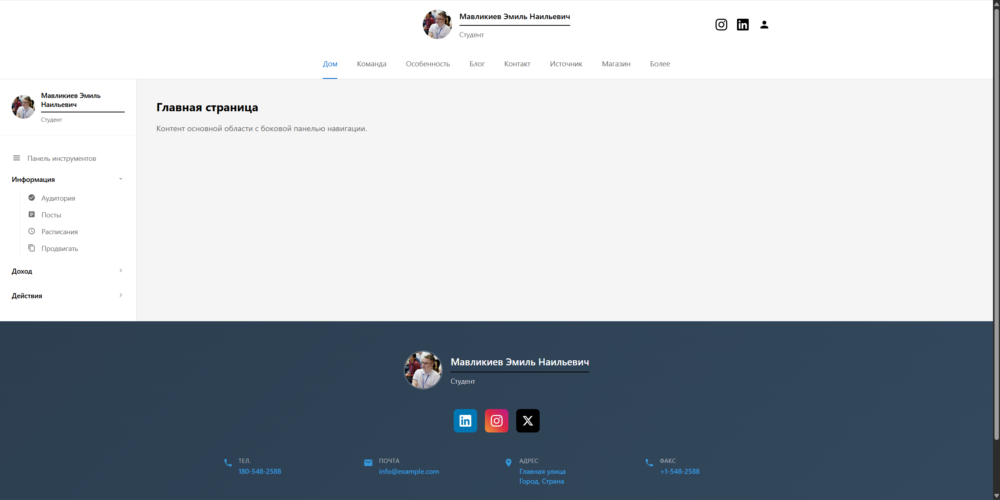 Мавликиев Эмиль Наильевич
Студент
Дом Команда Особенность Блог Контакт Источник Магазин Более
Мавликиев Эмиль
Наильевич
Студент
Панель инструментов
Информация
Аудитория
Посты
Расписания
Продвигать
Доход
Действия
Главная страница
Контент основной области с боковой панелью навигации.
Мавликиев Эмиль Наильевич
Студент
ТЕЛ.
180-548-2588
ПОЧТА
info@example.com
АДРЕС
Главная улица
Город, Страна
ФАКС
+1-548-2588